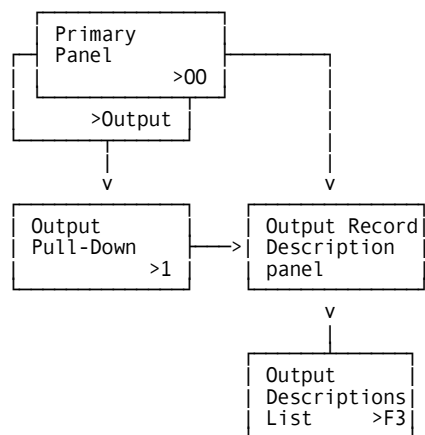 Primary
Panel
>OO
>Output
v
v
Output
Pull-Down
>1
>
Output Record
Description
panel
v
Output
Descriptions
List >F3